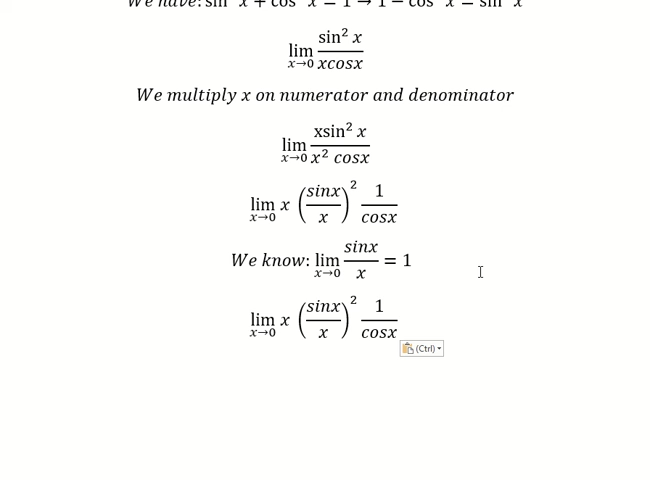 We have: sin² x + cos² x = 1 → 1 − cos² x = sin² x
lim x→0 sin² x / xcosx
We multiply x on numerator and denominator
lim x→0 xsin² x / x² cosx
lim x→0 x (sinx / x)² 1 / cosx
We know: lim x→0 sinx / x = 1
lim x→0 x (sinx / x)² 1 / cosx
(Ctrl)